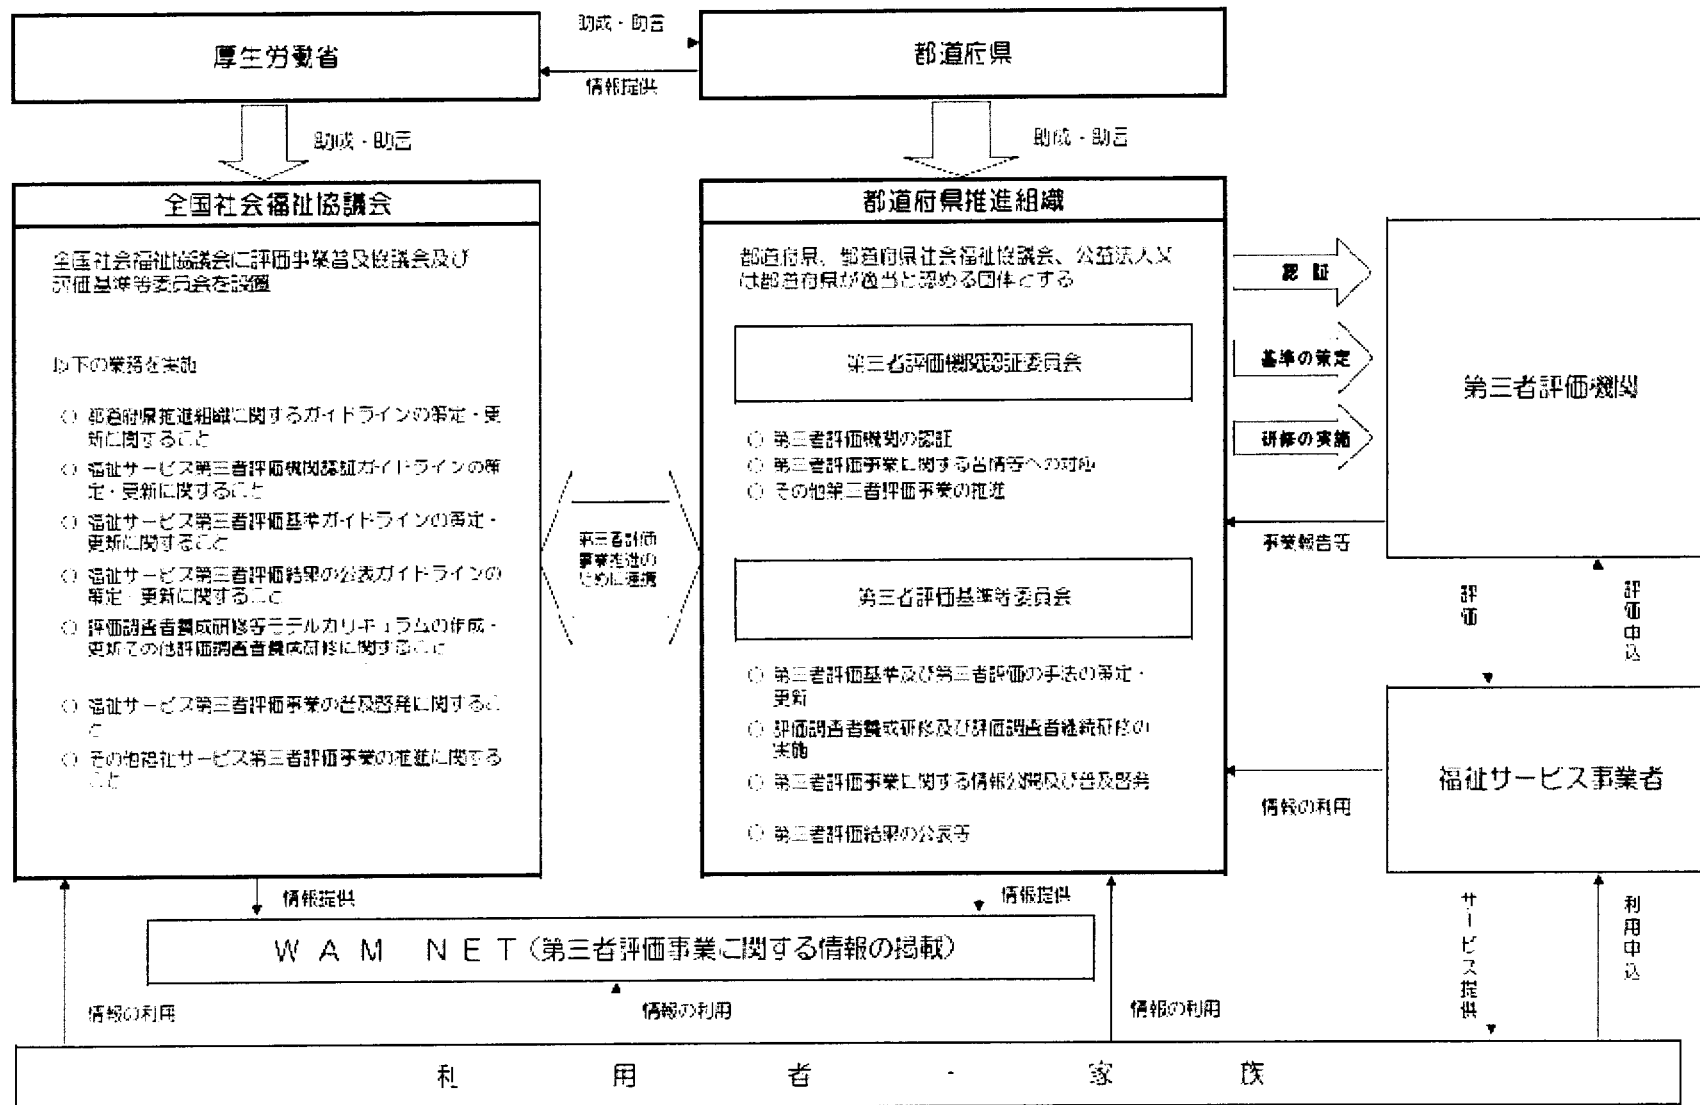 厚生労働省
助成・助言
情報提供
都道府県
助成・助言
助成・助言
全国社会福祉協議会
全国社会福祉協議会に評価事業普及協議会及び
評価基準等委員会を設置
以下の業務を実施
○ 都道府県推進組織に関するガイドラインの策定・更
新に関すること
○ 福祉サービス第三者評価機関認証ガイドラインの策
定・更新に関すること
○ 福祉サービス第三者評価基準ガイドラインの策定・
更新に関すること
○ 福祉サービス第三者評価結果の公表ガイドラインの
策定・更新に関すること
○ 評価調査者養成研修等モデルカリキュラムの作成・
更新その他評価調査者養成研修に関すること
○ 福祉サービス第三者評価事業の普及啓発に関するこ
と
○ その他福祉サービス第三者評価事業の推進に関する
こと
第三者評価
事業推進の
ために連携
都道府県推進組織
都道府県、都道府県社会福祉協議会、公益法人又
は都道府県が適当と認める団体とする
第三者評価機関認証委員会
○ 第三者評価機関の認証
○ 第三者評価事業に関する苦情等への対応
○ その他第三者評価事業の推進
第三者評価基準等委員会
○ 第三者評価基準及び第三者評価の手法の策定・
更新
○ 評価調査者養成研修及び評価調査者継続研修の
実施
○ 第三者評価事業に関する情報公開及び普及啓発
○ 第三者評価結果の公表等
認 証
基準の策定
研修の実施
事業報告等
第三者評価機関
評価
評価申込
情報の利用
福祉サービス事業者
サービス提供
利用申込
情報提供
情報提供
WAM NET(第三者評価事業に関する情報の掲載)
情報の利用
情報の利用
情報の利用
利用者・家族